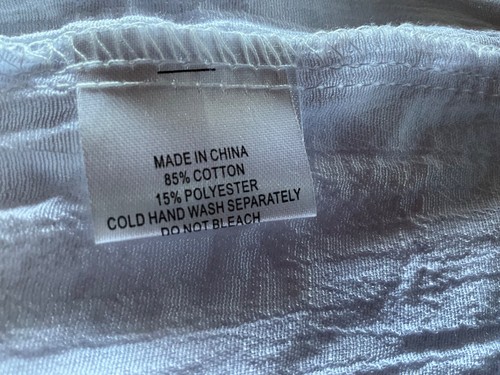 MADE IN CHINA
85% COTTON
15% POLYESTER
COLD HAND WASH SEPARATELY
DO NOT BLEACH